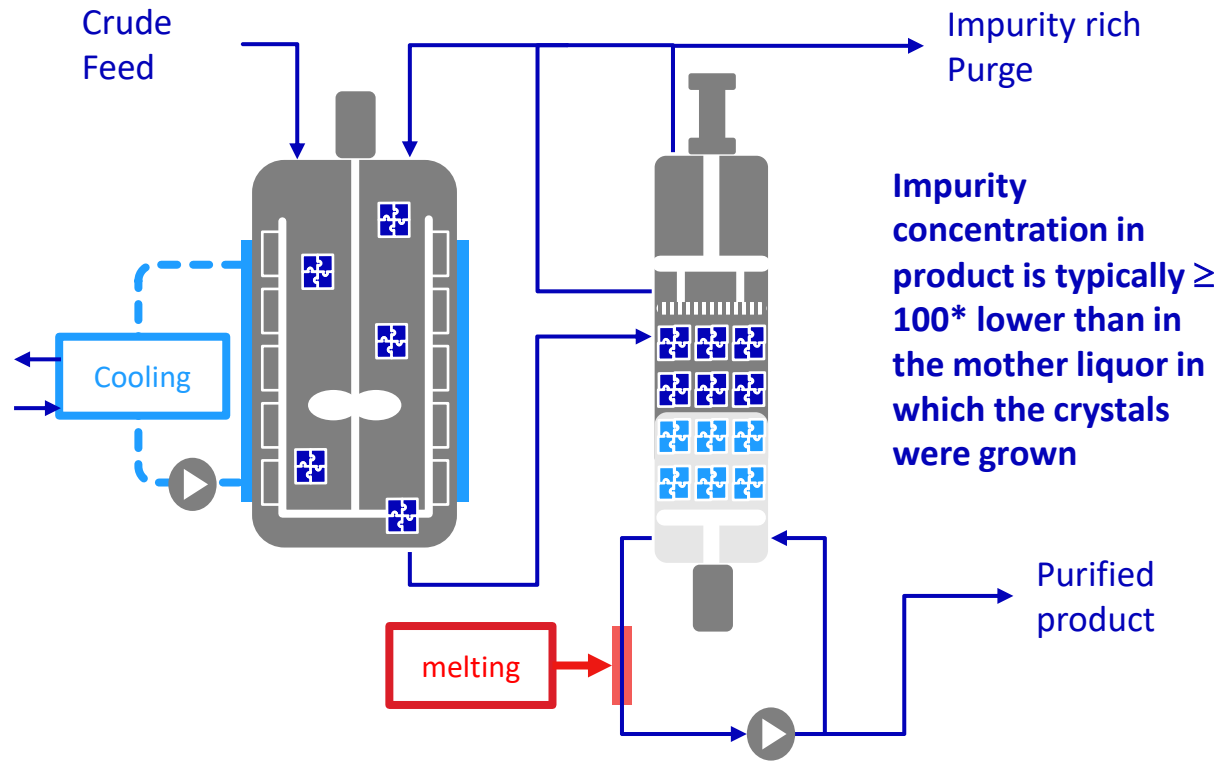 Crude
Feed
Impurity rich
Purge
Impurity
concentration in
product is typically ≥
100* lower than in
the mother liquor in
which the crystals
were grown
Cooling
Purified
product
melting